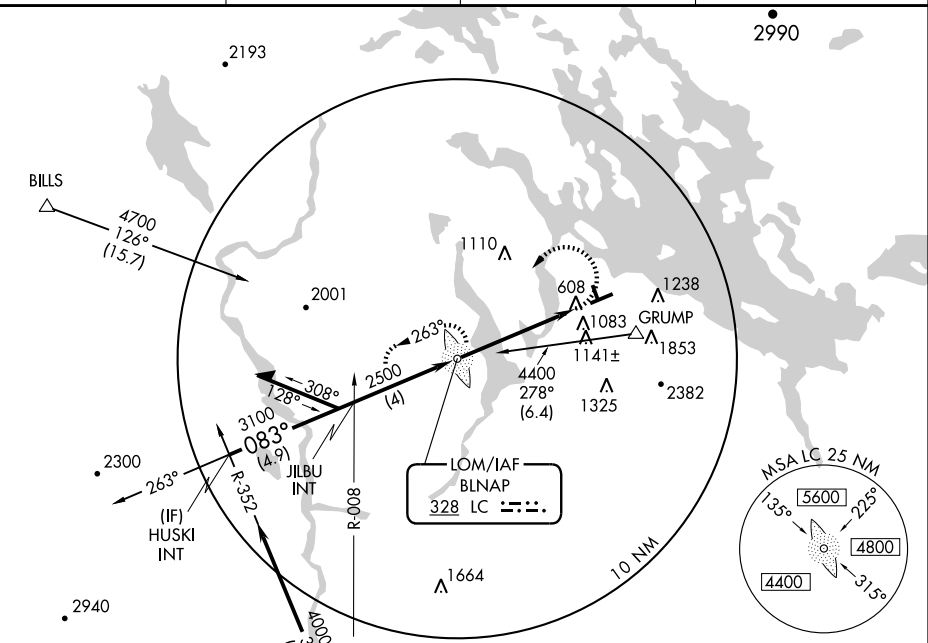 2193
2990
BILLS
4700
126°
(15.7)
1110
608
1238
1083
GRUMP
2001
263°
1141±
1853
4400
278°
(6.4)
2382
1325
2500
(4)
308°
128°
3100
083°
(4.9)
JILBU
INT
2300
263°
R-352
R-008
(IF)
HUSKI
INT
LOM/IAF
BLNAP
328 LC
MSA LC 25 NM
135°
5600
225°
4800
4400
315°
10 NM
1664
2940
4000